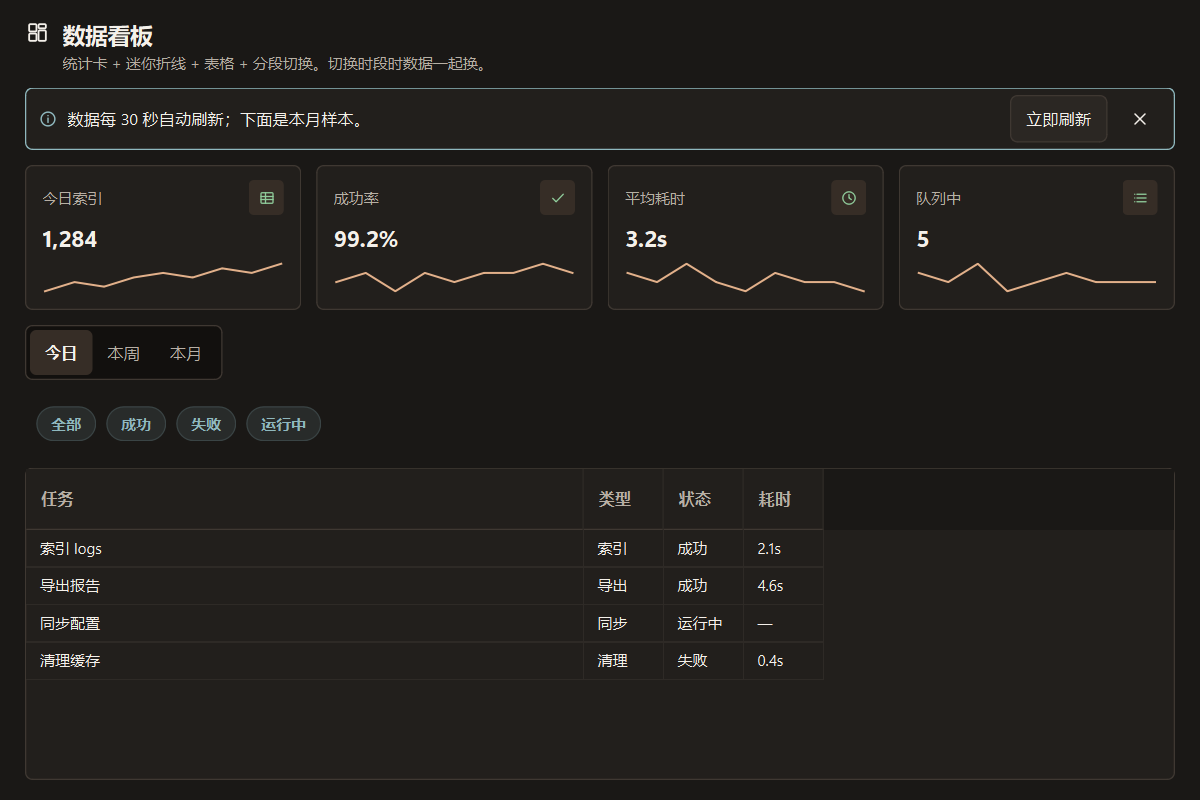 数据看板
统计卡 + 迷你折线 + 表格 + 分段切换。切换时段时数据一起换。
数据每 30 秒自动刷新；下面是本月样本。 立即刷新
今日索引 成功率 平均耗时 队列中
1,284 99.2% 3.2s 5
今日 本周 本月
全部 成功 失败 运行中
任务 类型 状态 耗时
索引 logs 索引 成功 2.1s
导出报告 导出 成功 4.6s
同步配置 同步 运行中 —
清理缓存 清理 失败 0.4s